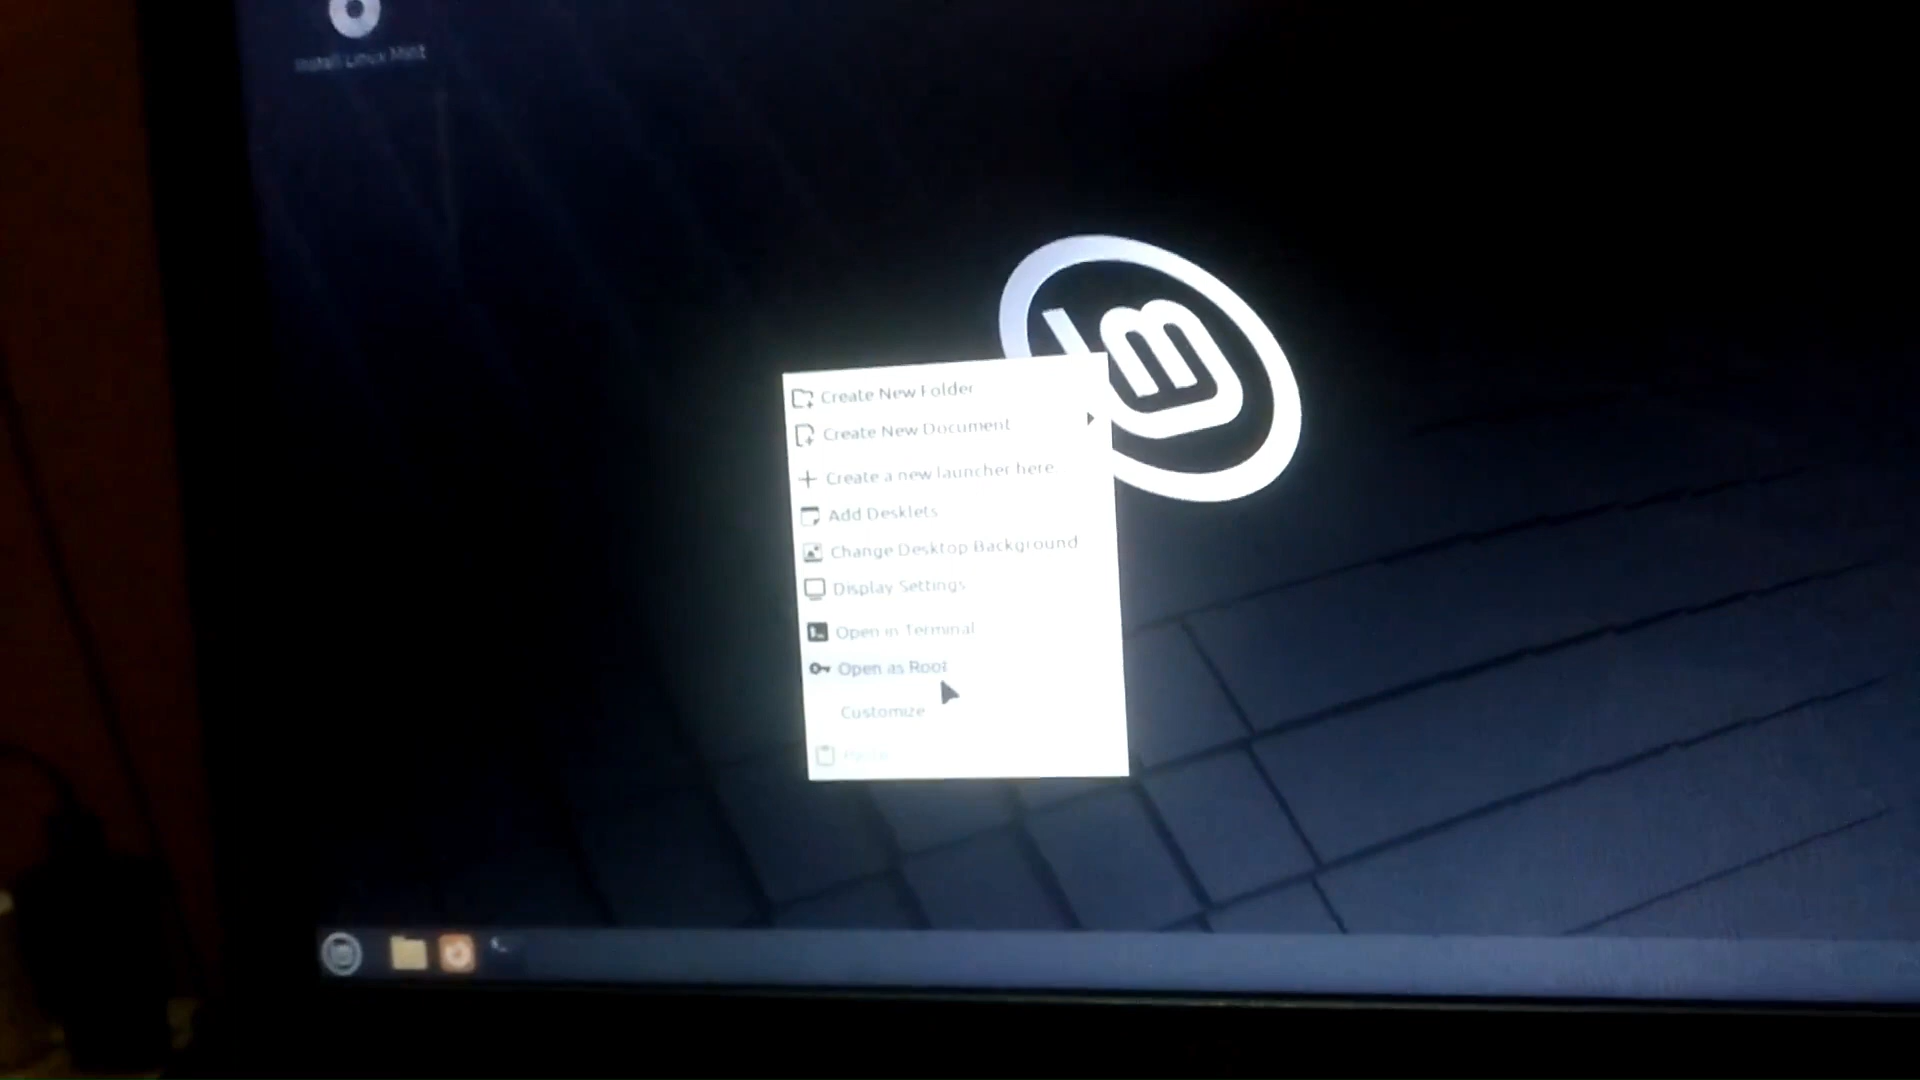 Install Linux Mint
Create New Folder
Create New Document
Create a new launcher here
Add Desklets
Change Desktop Background
Display Settings
Open in Terminal
Open as Root
Customize
Paste